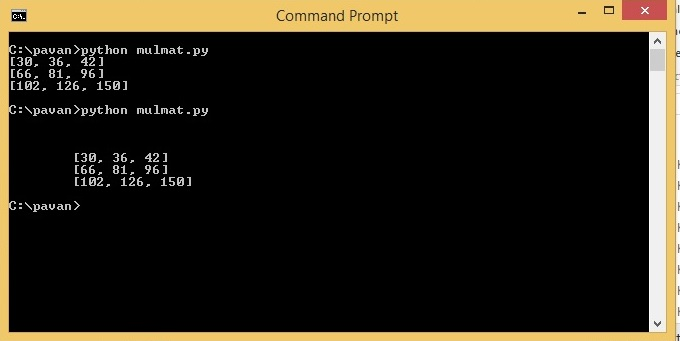 Command Prompt
C:\pavan>python mulmat.py
[30, 36, 42]
[66, 81, 96]
[102, 126, 150]
C:\pavan>python mulmat.py
[30, 36, 42]
[66, 81, 96]
[102, 126, 150]
C:\pavan>